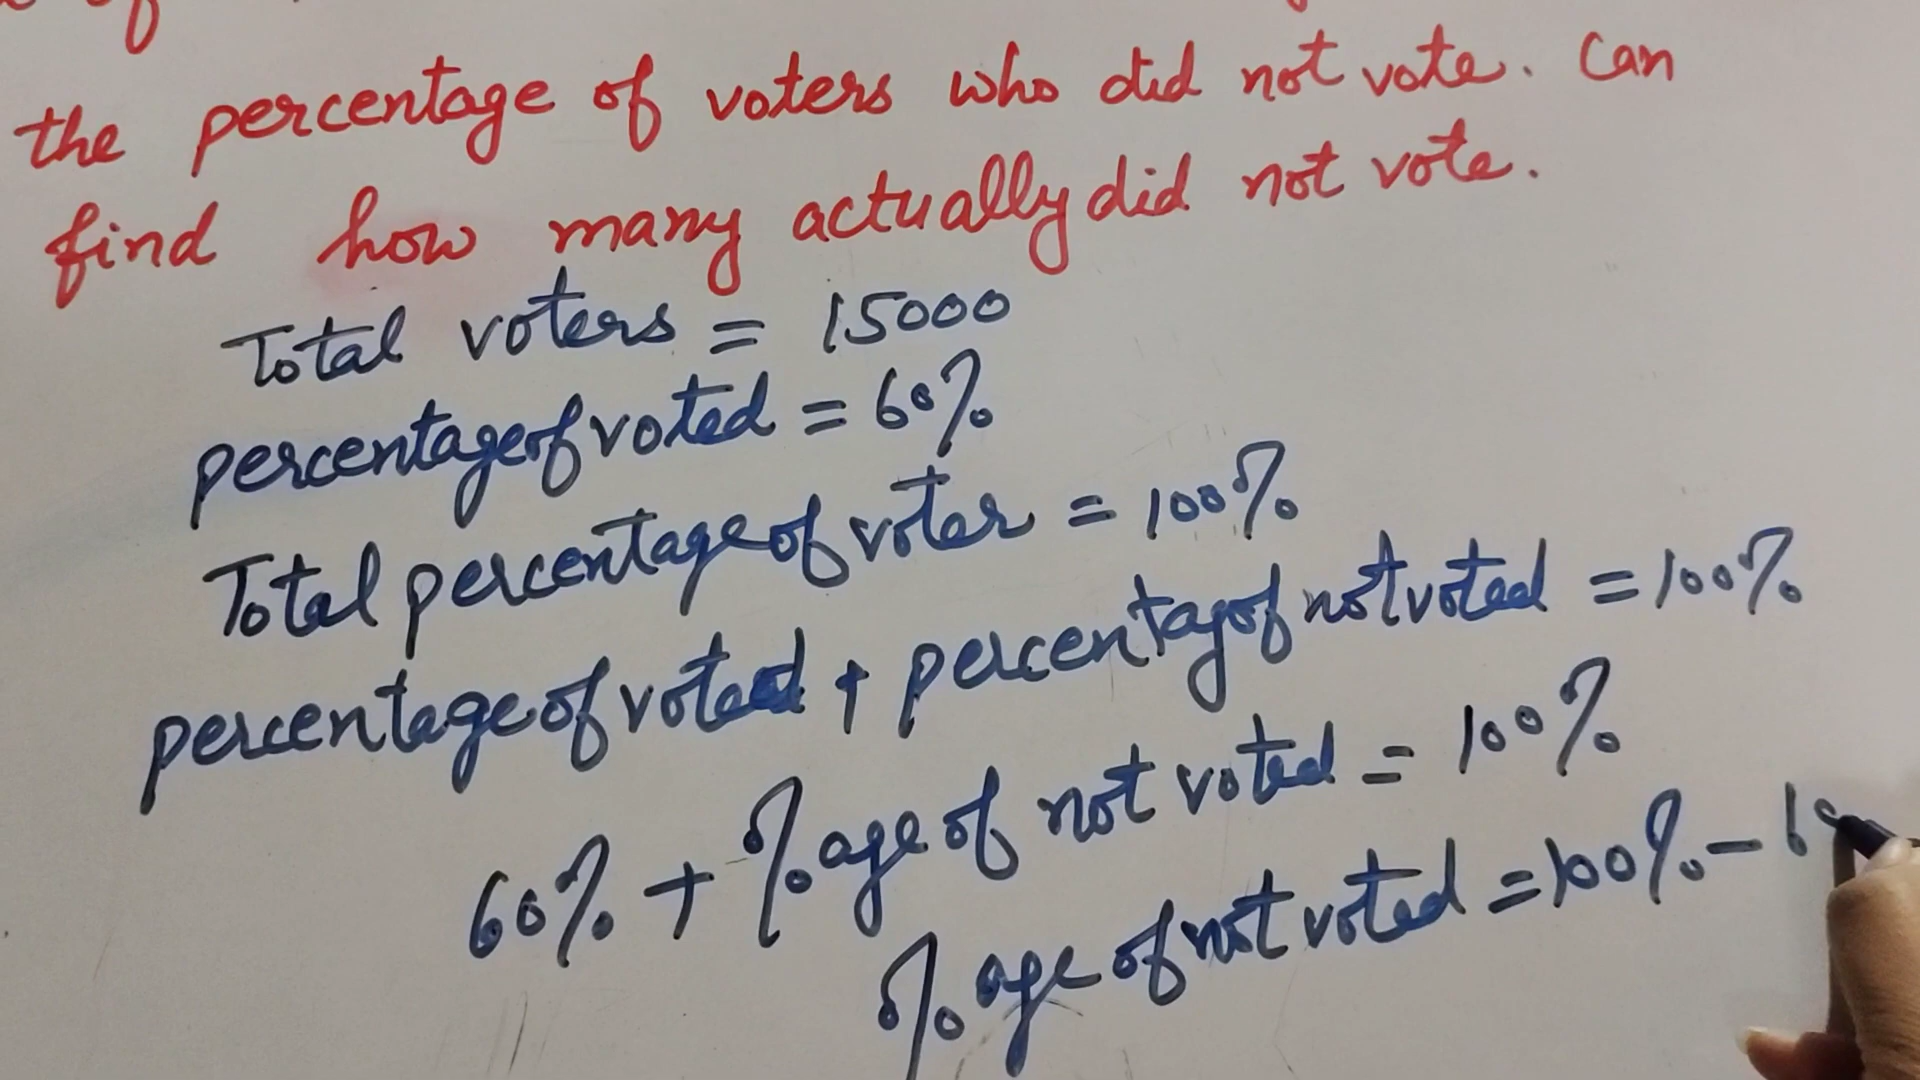 the percentage of voters who did not vote. Can
find how many actually did not vote.
Total voters = 15000
percentage of voted = 60%
Total percentage of voter = 100%
percentage of voted + percentag of not voted = 100%
60% + %age of not voted = 100%
%age of not voted = 100% - 60